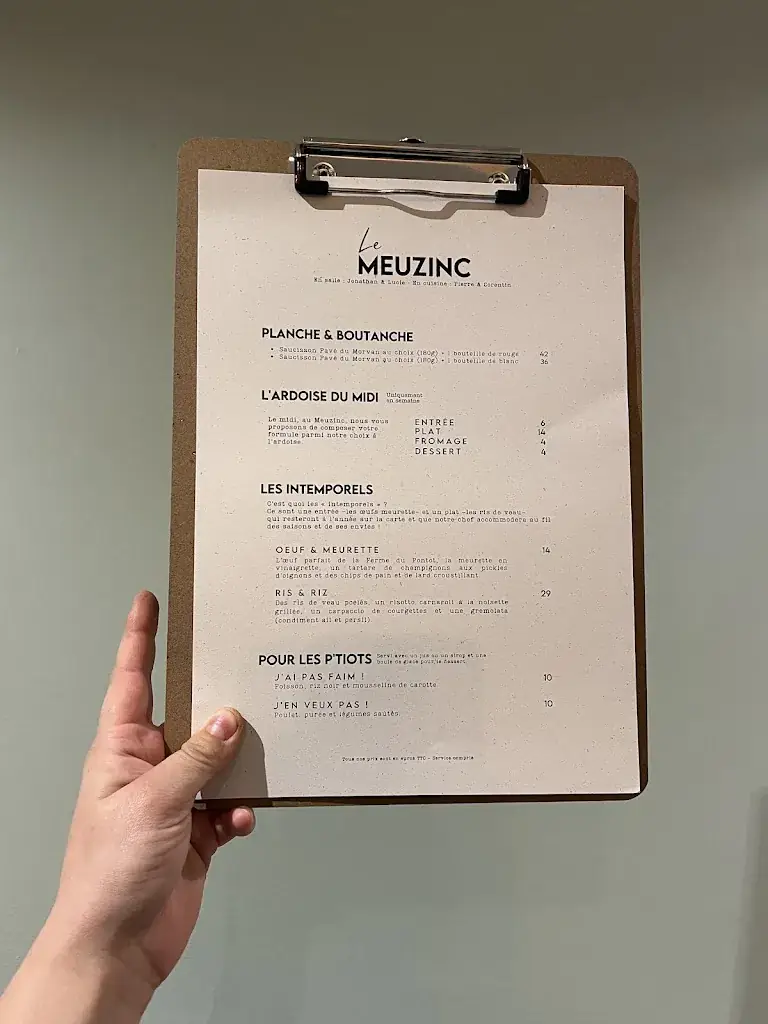 Le
MEUZINC
En salle : Jonathan & Lucie - En cuisine : Pierre & Corentin
PLANCHE & BOUTANCHE
• Saucisson Pavé du Morvan au choix (180g) + 1 bouteille de rouge 42
• Saucisson Pavé du Morvan au choix (180g) + 1 bouteille de blanc 36
L'ARDOISE DU MIDI Uniquement
en semaine
Le midi, au Meuzinc, nous vous
proposons de composer votre
formule parmi notre choix à
l'ardoise.
ENTRÉE 6
PLAT 14
FROMAGE 4
DESSERT 4
LES INTEMPORELS
C'est quoi les « intemporels » ?
Ce sont une entrée -les œufs meurette- et un plat -les ris de veau-
qui resteront à l'année sur la carte et que notre chef accommodera au fil
des saisons et de ses envies !
OEUF & MEURETTE 14
L'œuf parfait de la Ferme du Pontot, la meurette en
vinaigrette, un tartare de champignons aux pickles
d'oignons et des chips de pain et de lard croustillant
RIS & RIZ 29
Des ris de veau poêlés, un risotto carnaroli à la noisette
grillée, un carpaccio de courgettes et une gremolata
(condiment ail et persil)
POUR LES P'TIOTS Servi avec un jus ou un sirop et une
boule de glace pour le dessert
J'AI PAS FAIM ! 10
Poisson, riz noir et mousseline de carotte
J'EN VEUX PAS ! 10
Poulet, purée et légumes sautés
Tous nos prix sont en euros TTC - Service compris